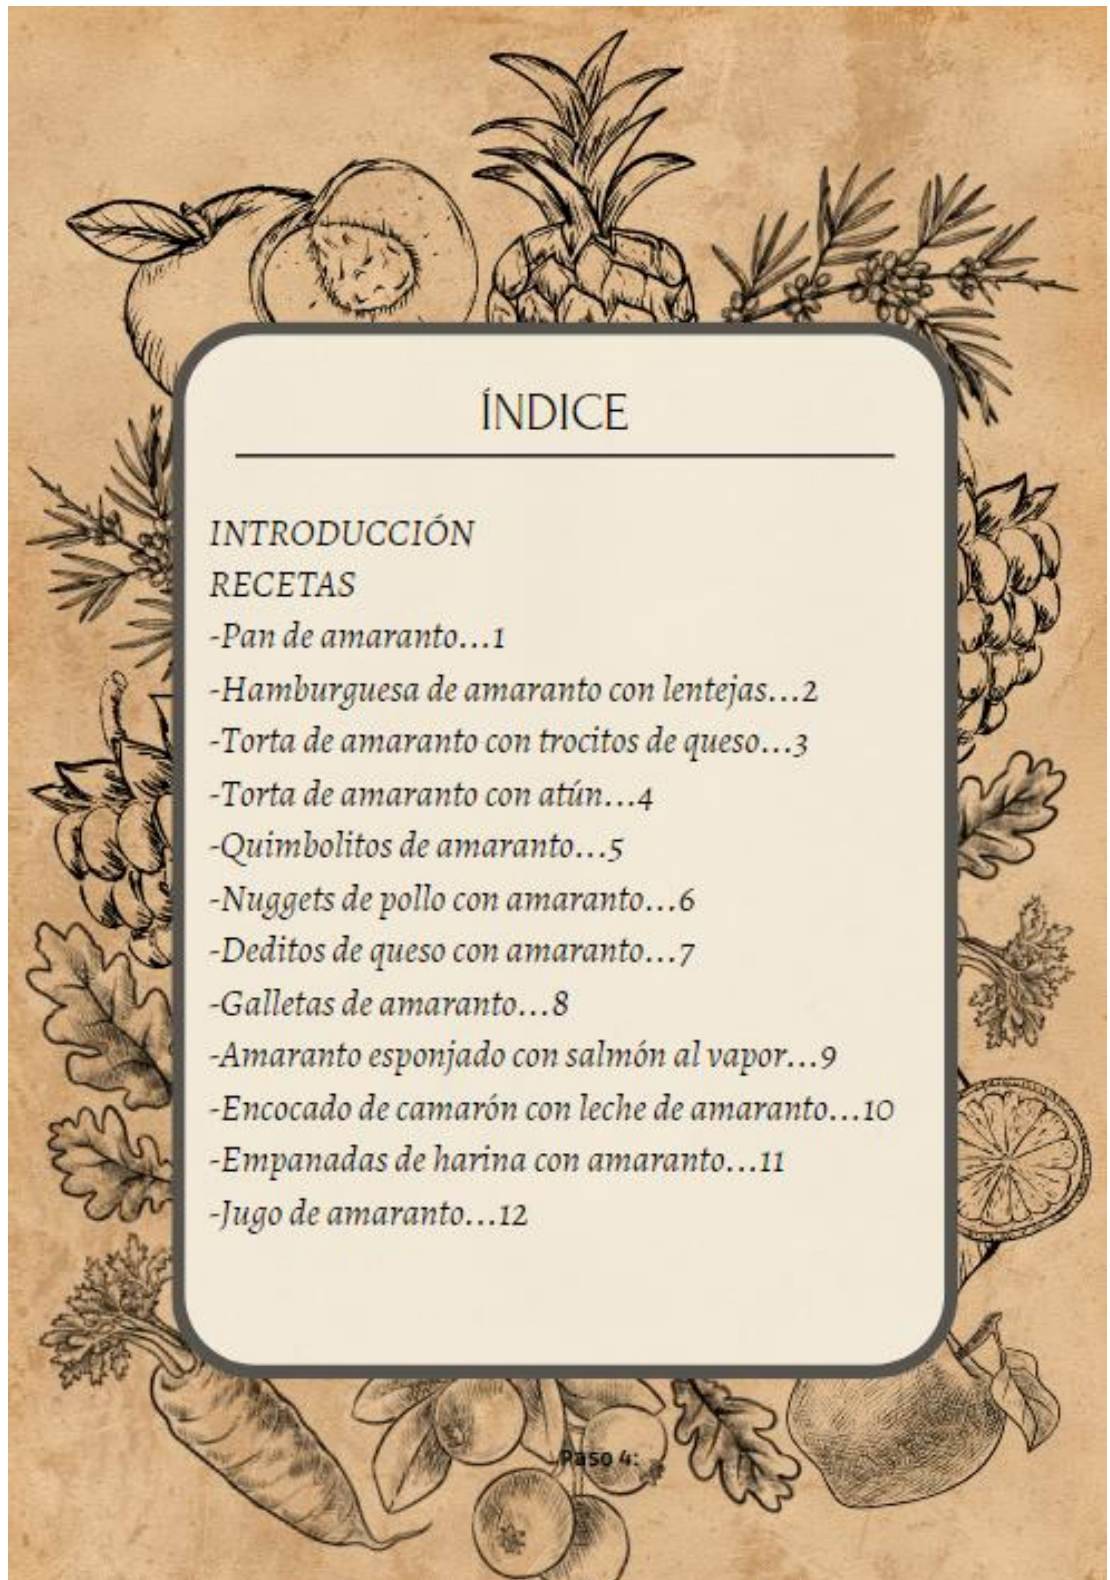 ÍNDICE
INTRODUCCIÓN
RECETAS
-Pan de amaranto...1
-Hamburguesa de amaranto con lentejas...2
-Torta de amaranto con trocitos de queso...3
-Torta de amaranto con atún...4
-Quimbolitos de amaranto...5
-Nuggets de pollo con amaranto...6
-Deditos de queso con amaranto...7
-Galletas de amaranto...8
-Amaranto esponjado con salmón al vapor...9
-Encocado de camarón con leche de amaranto...10
-Empanadas de harina con amaranto...11
-Jugo de amaranto...12
Paso 4: